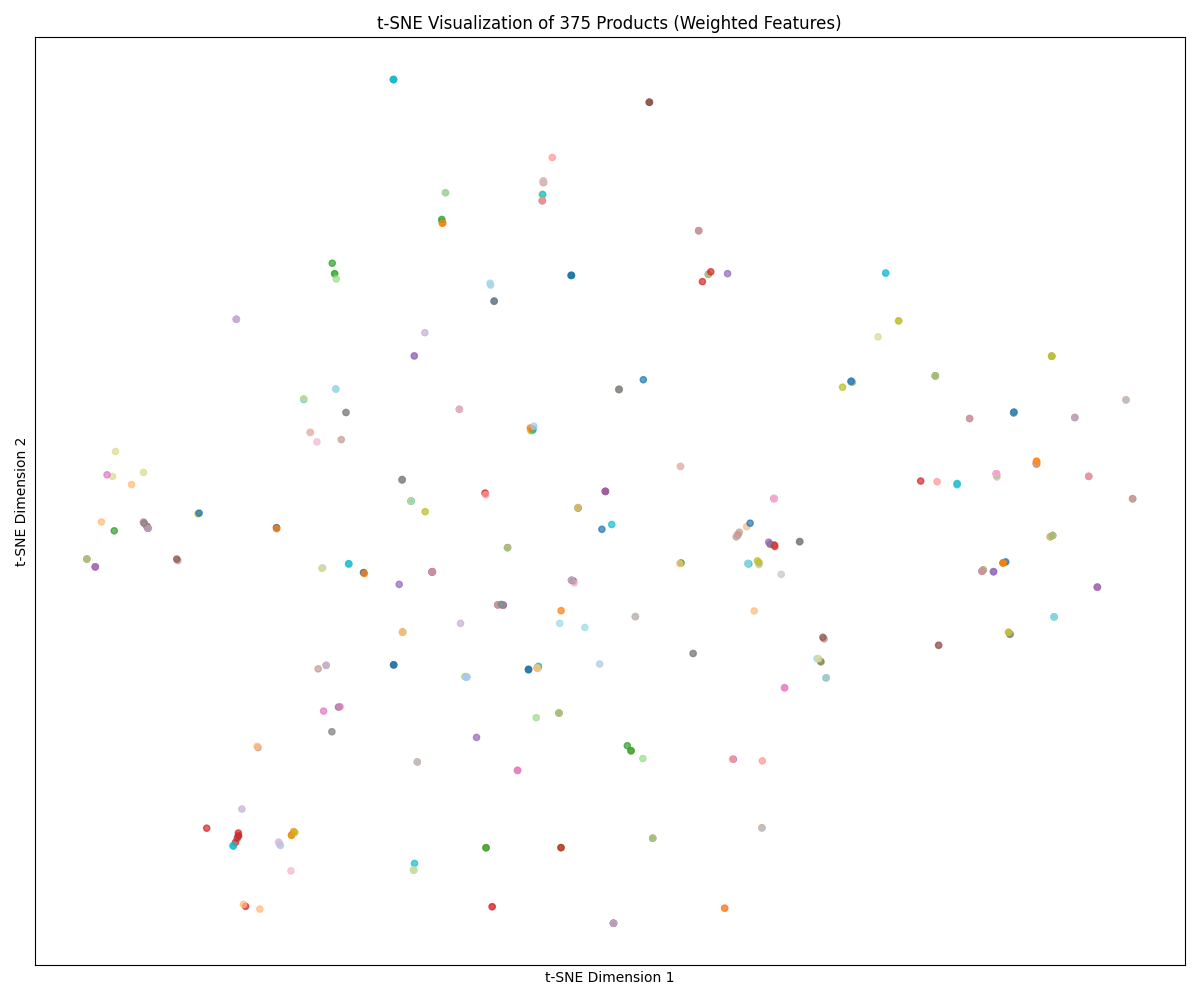 t-SNE Visualization of 375 Products (Weighted Features)
t-SNE Dimension 2
t-SNE Dimension 1